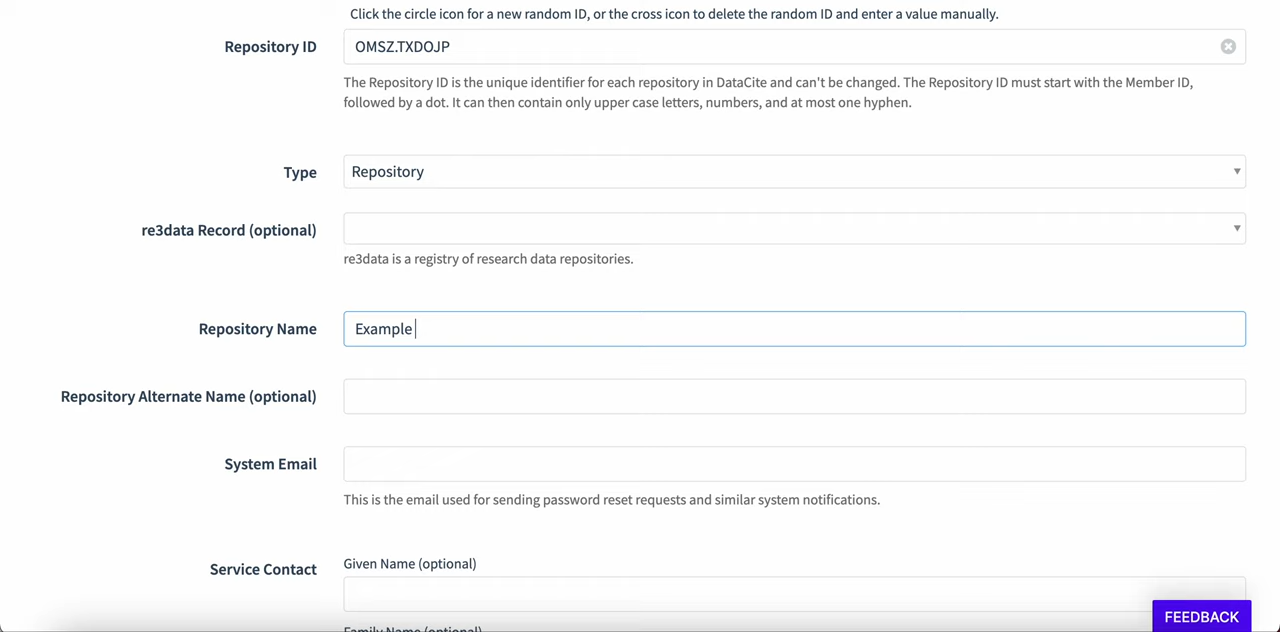 Click the circle icon for a new random ID, or the cross icon to delete the random ID and enter a value manually.
Repository ID
OMSZ.TXDOJP
The Repository ID is the unique identifier for each repository in DataCite and can't be changed. The Repository ID must start with the Member ID,
followed by a dot. It can then contain only upper case letters, numbers, and at most one hyphen.
Type
Repository
re3data Record (optional)
re3data is a registry of research data repositories.
Repository Name
Example
Repository Alternate Name (optional)
System Email
This is the email used for sending password reset requests and similar system notifications.
Given Name (optional)
Service Contact
FEEDBACK
Family Name (optional)